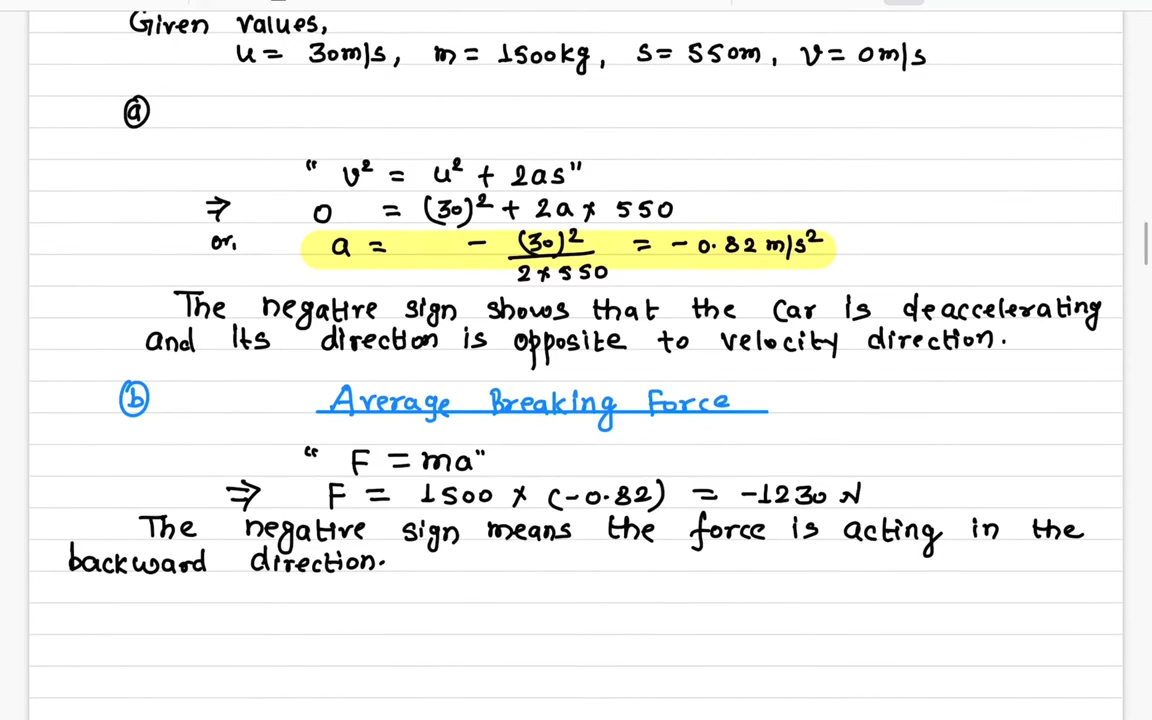 Given values,
u = 30m/s, m = 1500kg, s = 550m, v = 0m/s
ⓐ
“ v² = u² + 2as”
⇒ 0 = (30)² + 2a × 550
or, a = - (30)²/2×550 = - 0.82 m/s²
The negative sign shows that the car is deaccelerating
and its direction is opposite to velocity direction.
ⓑ Average Breaking Force
“ F = ma”
⇒ F = 1500 × (-0.82) = -1230 N
The negative sign means the force is acting in the
backward direction.